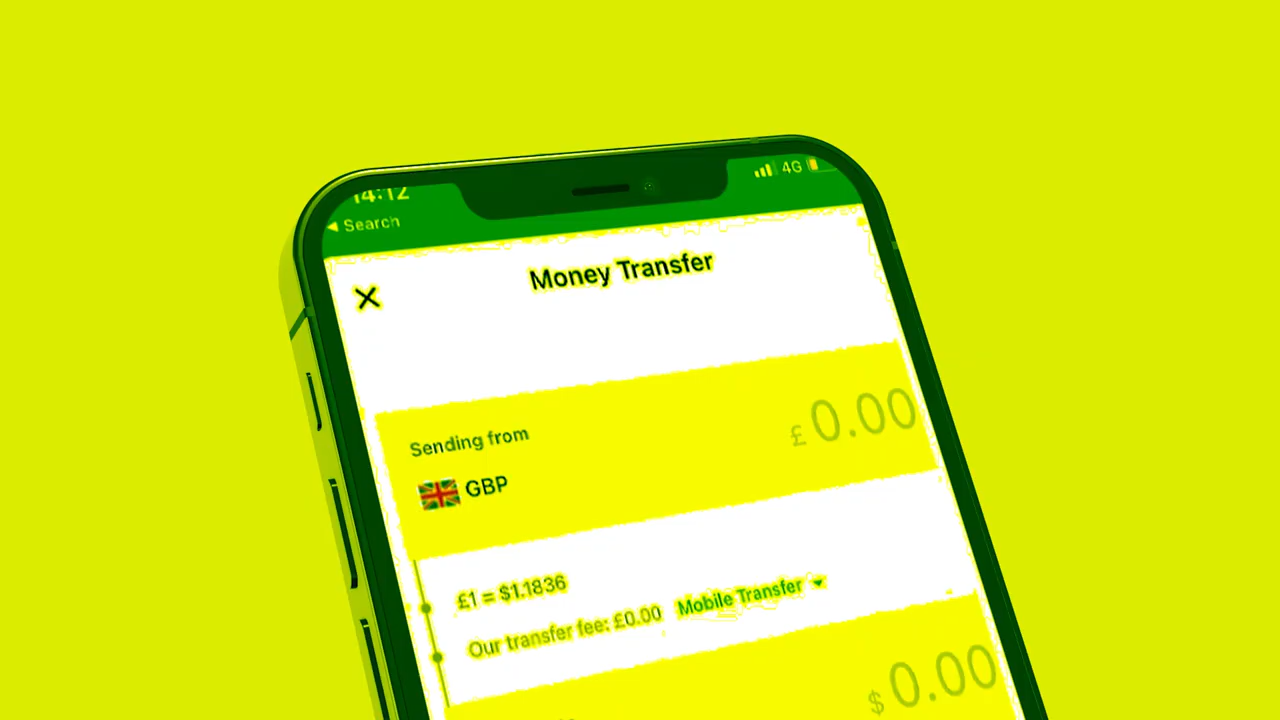 14:12
4G
◀ Search
Money Transfer
Sending from
£ 0.00
GBP
£1 = $1.1836
Our transfer fee: £0.00 Mobile Transfer
$ 0.00